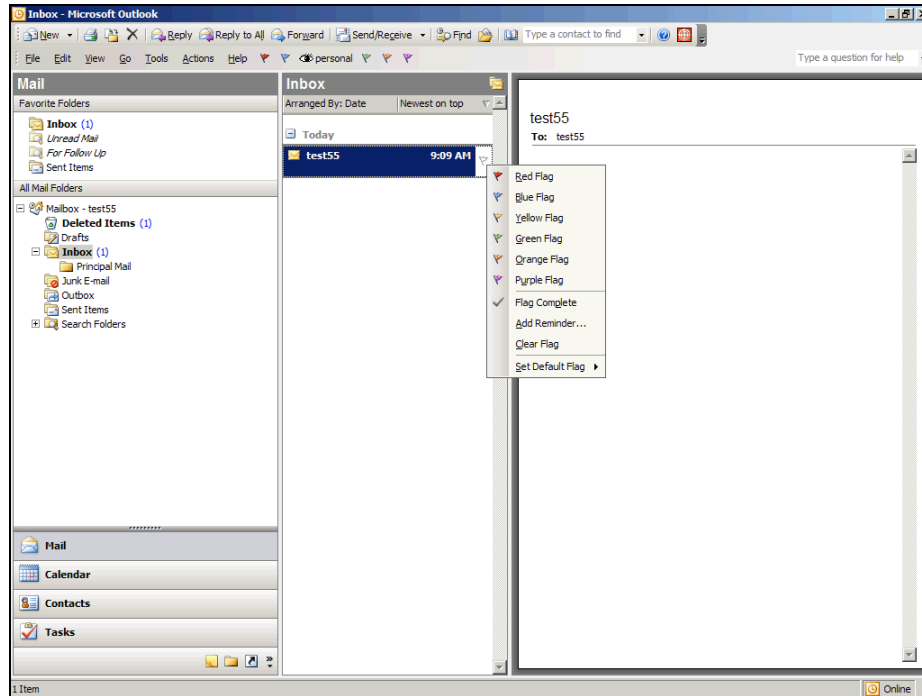 Inbox - Microsoft Outlook
New Reply Reply to All Forward Send/Receive Find Type a contact to find
File Edit View Go Tools Actions Help personal Type a question for help
Mail
Favorite Folders
Inbox (1)
Unread Mail
For Follow Up
Sent Items
All Mail Folders
Mailbox - test55
Deleted Items (1)
Drafts
Inbox (1)
Principal Mail
Junk E-mail
Outbox
Sent Items
Search Folders
Mail
Calendar
Contacts
Tasks
Inbox
Arranged By: Date Newest on top
Today
test55 9:09 AM
Red Flag
Blue Flag
Yellow Flag
Green Flag
Orange Flag
Purple Flag
Flag Complete
Add Reminder...
Clear Flag
Set Default Flag
test55
To: test55
1 Item Online